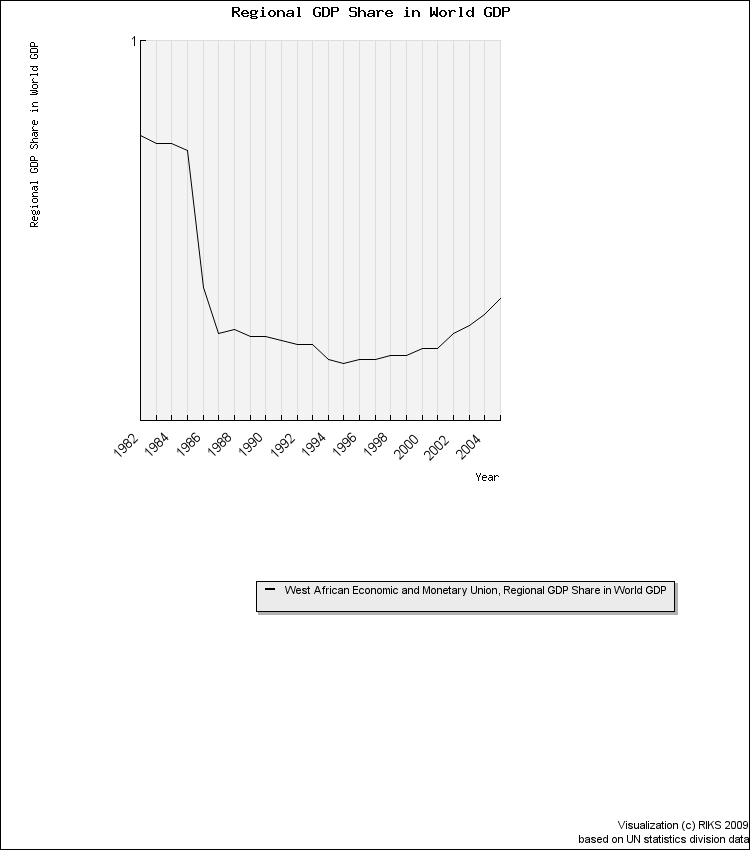 Regional GDP Share in World GDP
Regional GDP Share in World GDP
1
1982
1984
1986
1988
1990
1992
1994
1996
1998
2000
2002
2004
Year
West African Economic and Monetary Union, Regional GDP Share in World GDP
Visualization (c) RIKS 2009
based on UN statistics division data